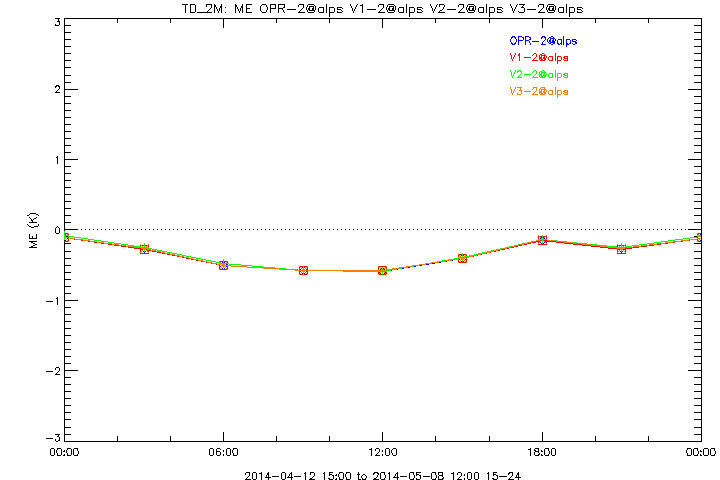 TD_2M: ME OPR-2@alps V1-2@alps V2-2@alps V3-2@alps
3
OPR-2@alps
V1-2@alps
V2-2@alps
V3-2@alps
2
1
0
ME (K)
-1
-2
-3
00:00 06:00 12:00 18:00 00:00
2014-04-12 15:00 to 2014-05-08 12:00 15-24